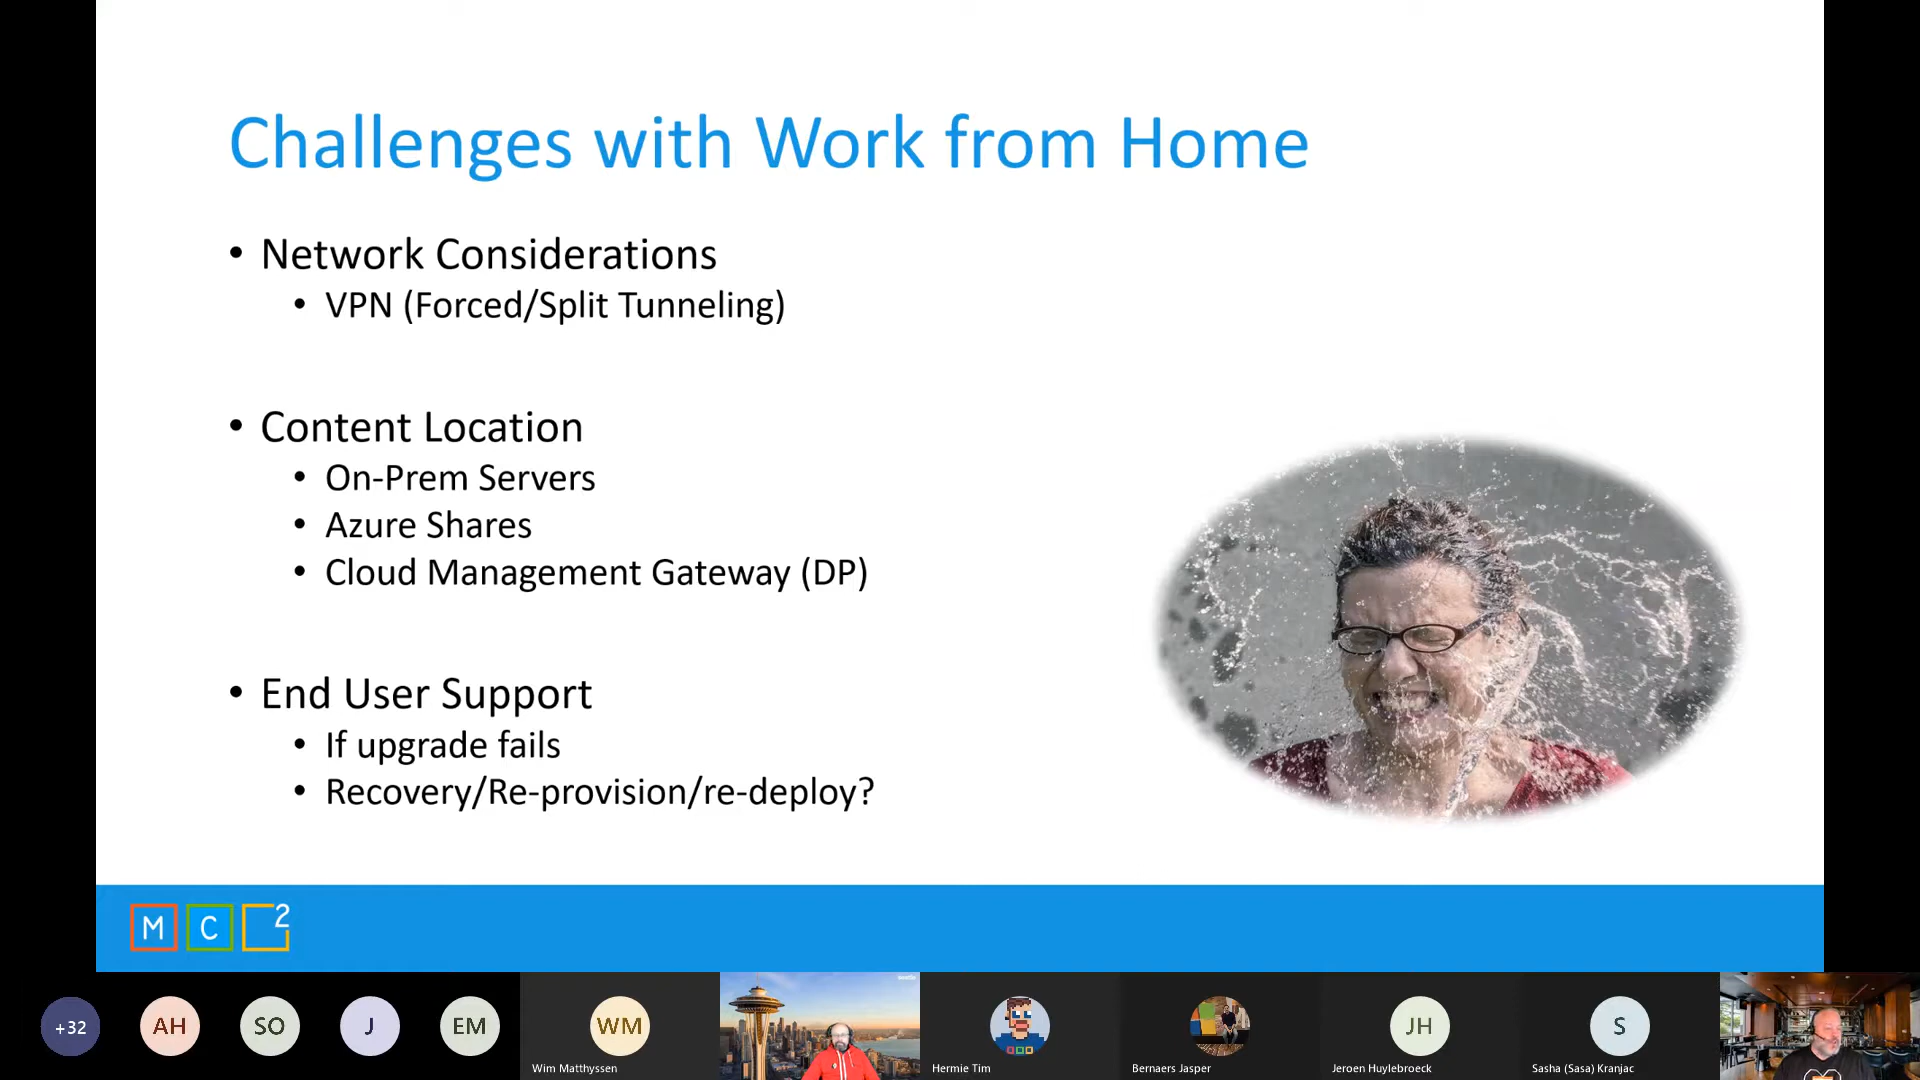 Challenges with Work from Home
• Network Considerations
• VPN (Forced/Split Tunneling)
• Content Location
• On-Prem Servers
• Azure Shares
• Cloud Management Gateway (DP)
• End User Support
• If upgrade fails
• Recovery/Re-provision/re-deploy?
M C 2
+32
AH
SO
J
EM
WM
JH
S
Wim Matthyssen
Hermie Tim
Bernaers Jasper
Jeroen Huylebroeck
Sasha (Sasa) Kranjac